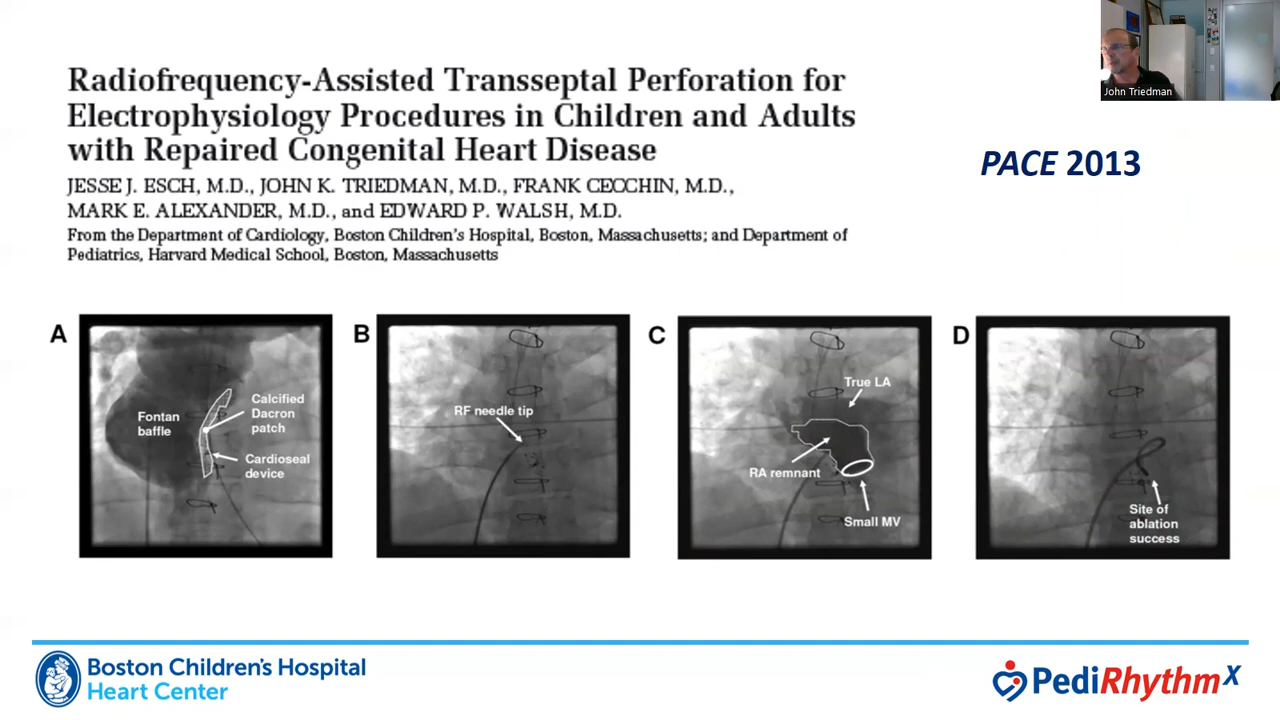 John Triedman
Radiofrequency-Assisted Transseptal Perforation for
Electrophysiology Procedures in Children and Adults
with Repaired Congenital Heart Disease
PACE 2013
JESSE J. ESCH, M.D., JOHN K. TRIEDMAN, M.D., FRANK CECCHIN, M.D.,
MARK E. ALEXANDER, M.D., and EDWARD P. WALSH, M.D.
From the Department of Cardiology, Boston Children's Hospital, Boston, Massachusetts; and Department of
Pediatrics, Harvard Medical School, Boston, Massachusetts
A
Fontan
baffle
Calcified
Dacron
patch
Cardioseal
device
B
RF needle tip
C
True LA
RA remnant
Small MV
D
Site of
ablation
success
Boston Children's Hospital
Heart Center
PediRhythm X